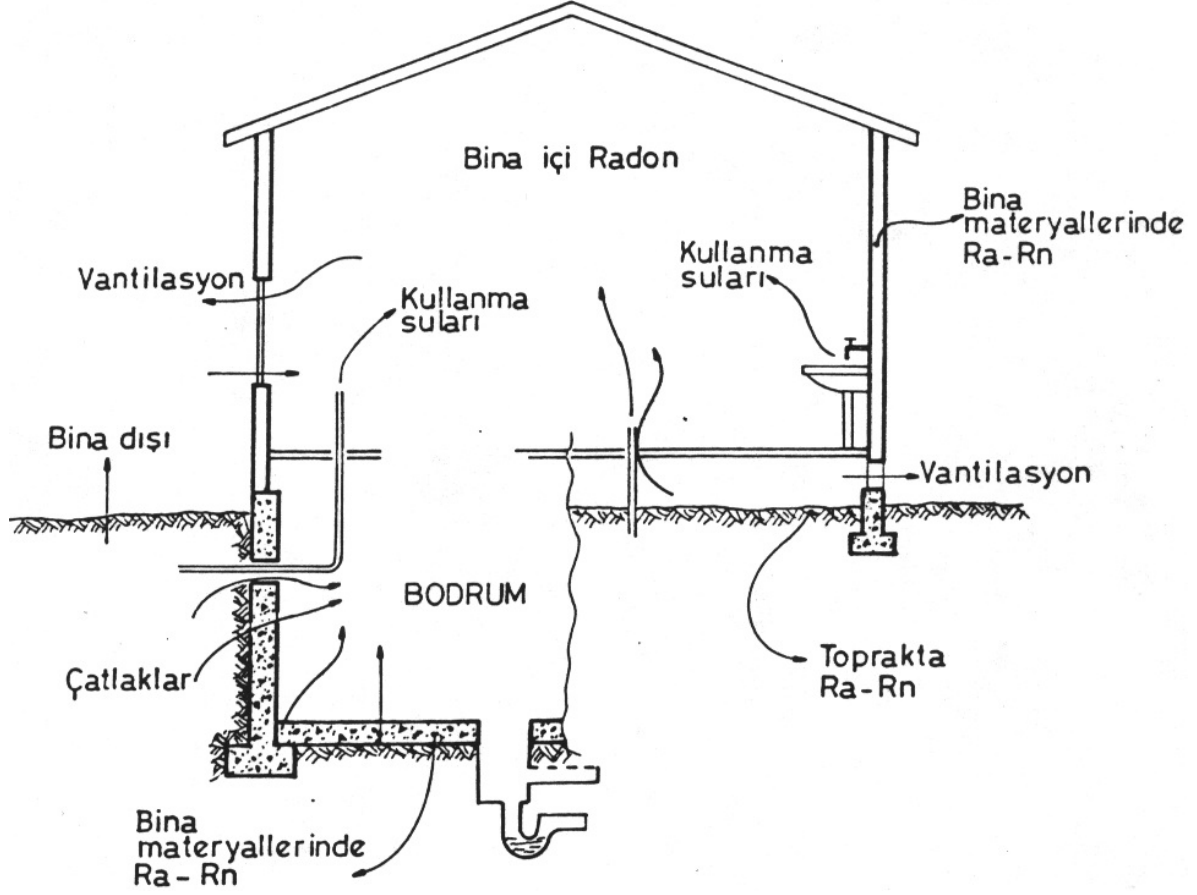 Bina içi Radon
Bina
materyallerinde
Ra-Rn
Kullanma
suları
Vantilasyon
Kullanma
suları
Bina dışı
Vantilasyon
BODRUM
Çatlaklar
Toprakta
Ra-Rn
Bina
materyallerinde
Ra-Rn